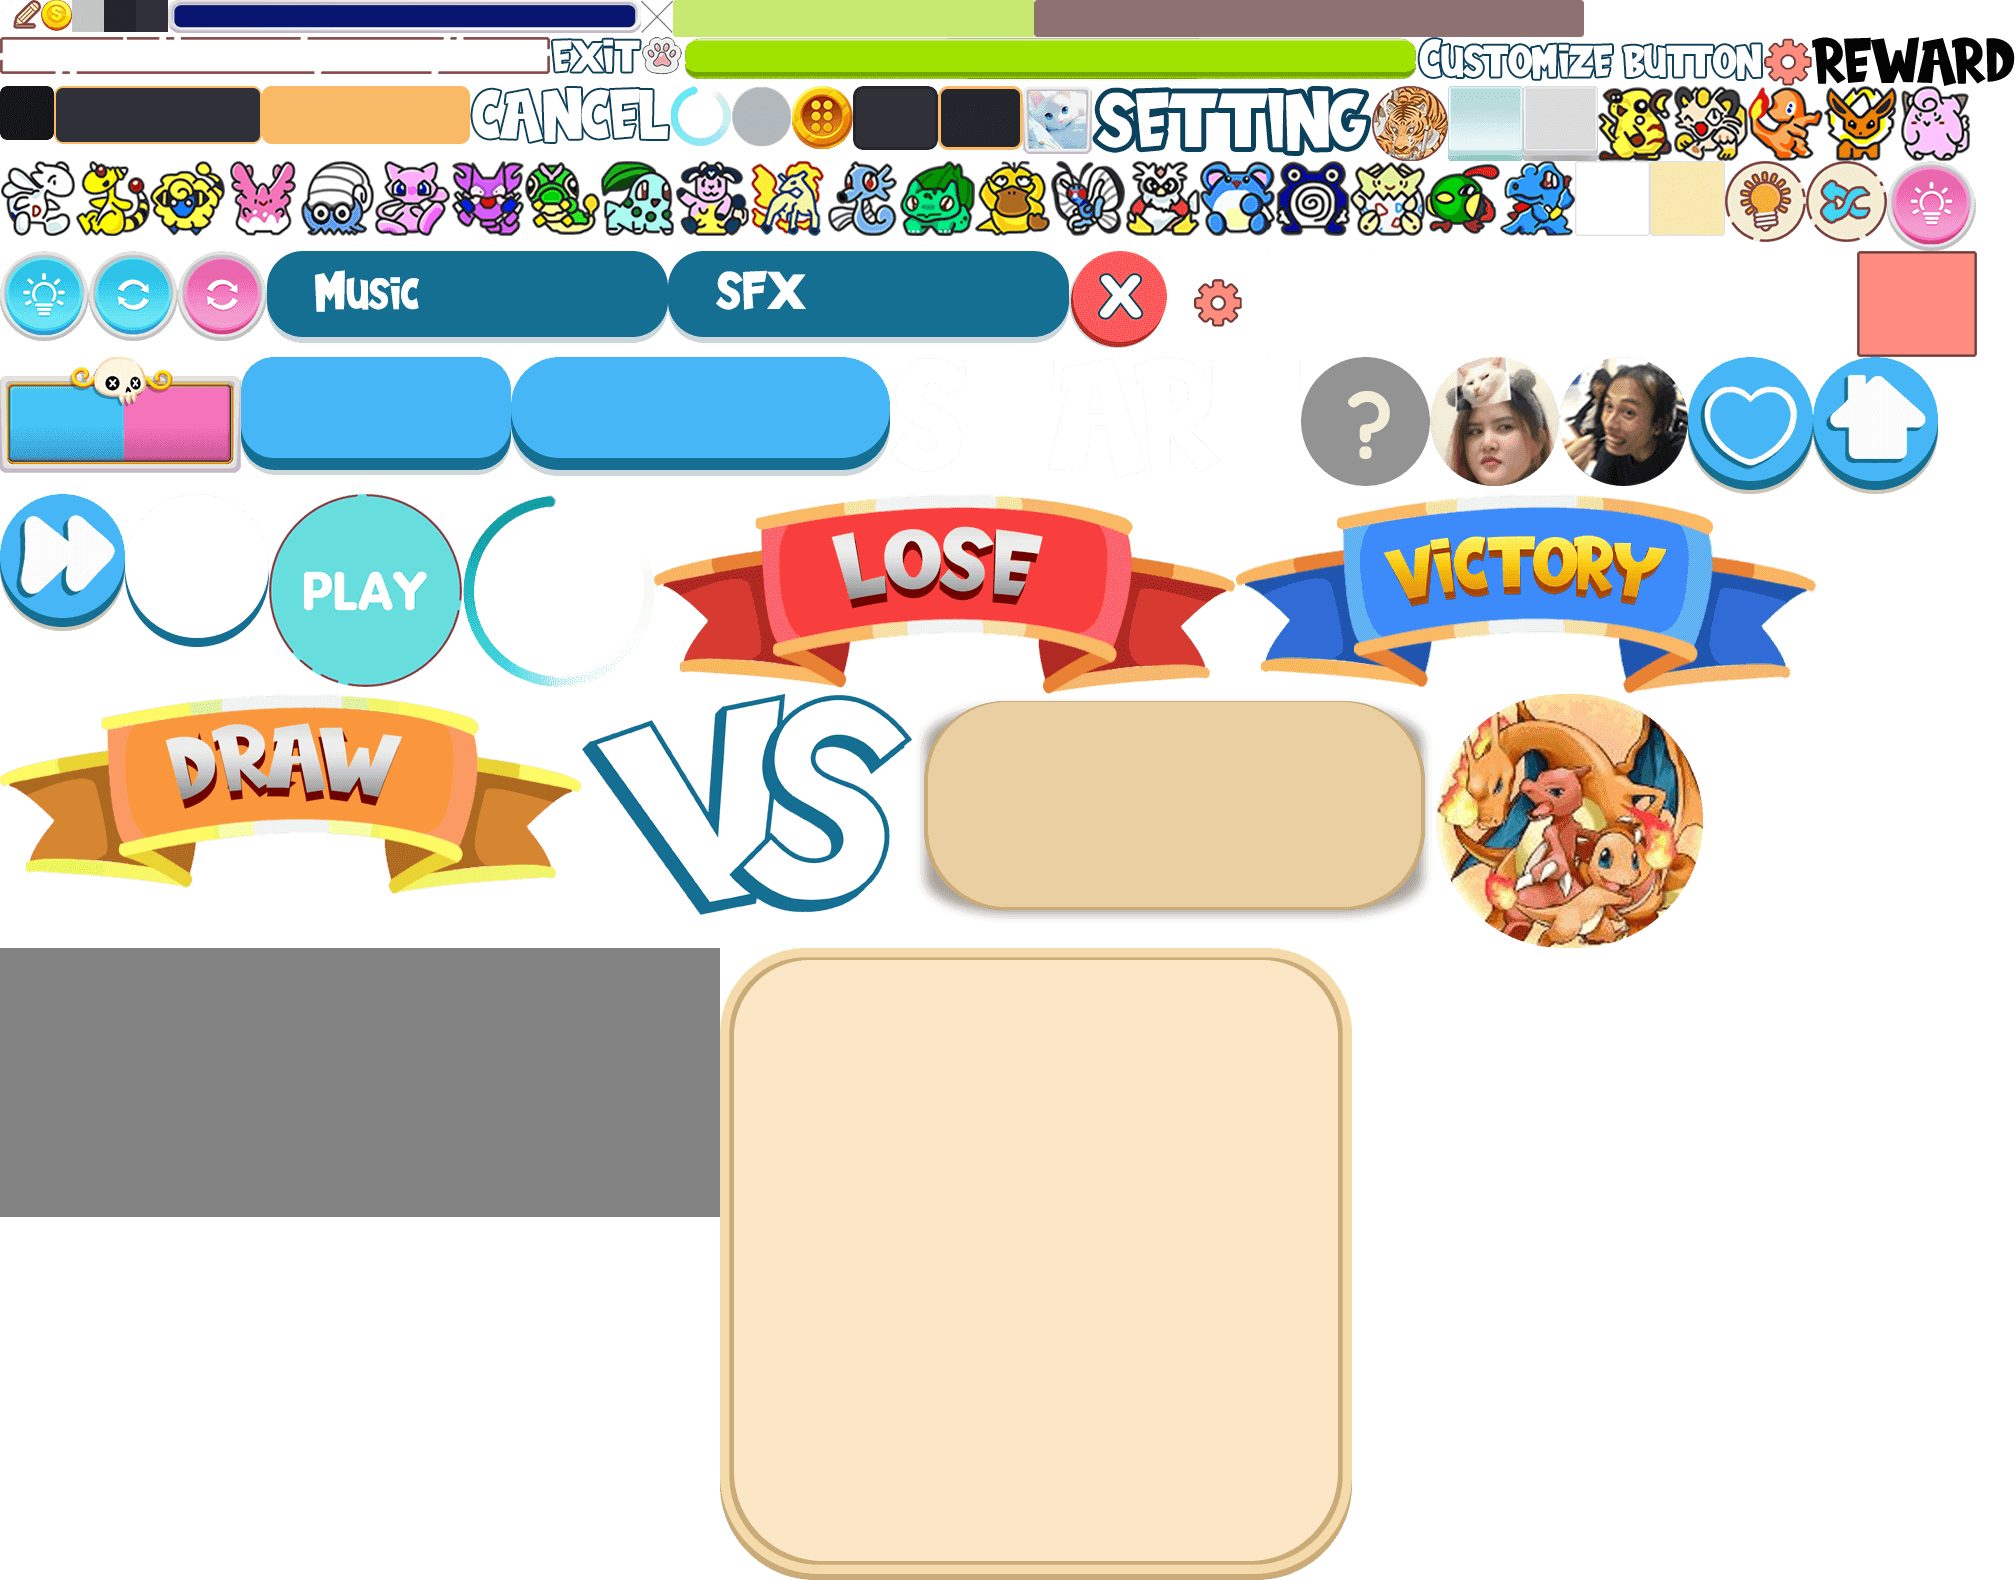 EXiT
CUSTOMiZE BUTTON
REWARD
CANCEL
SETTING
Music
SFX
?
PLAY
LOSE
ViCTORY
DRAW
VS